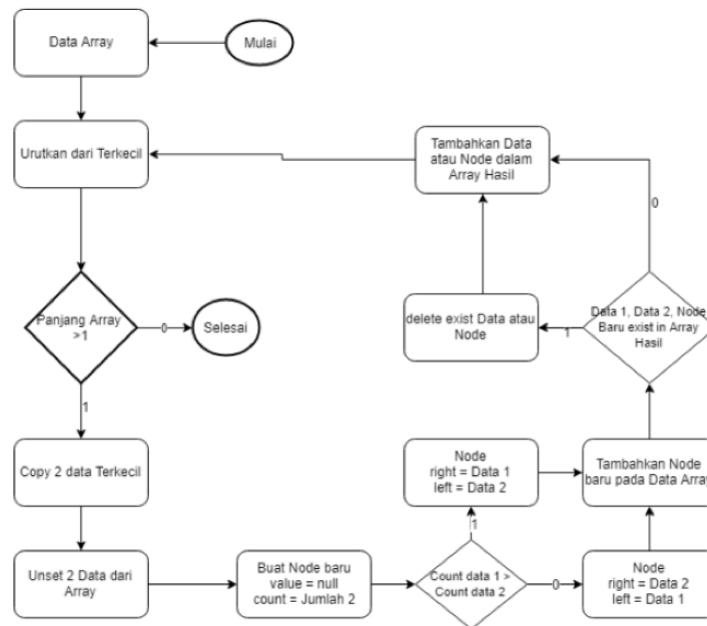 Data Array
Mulai
Urutkan dari Terkecil
Tambahkan Data
atau Node dalam
Array Hasil
0
Panjang Array
>1
0
Selesai
delete exist Data atau
Node
1
Data 1, Data 2, Node
Baru exist in Array
Hasil
1
Copy 2 data Terkecil
Node
right = Data 1
left = Data 2
Tambahkan Node
baru pada Data Array
1
Unset 2 Data dari
Array
Buat Node baru
value = null
count = Jumlah 2
Count data 1 >
Count data 2
0
Node
right = Data 2
left = Data 1